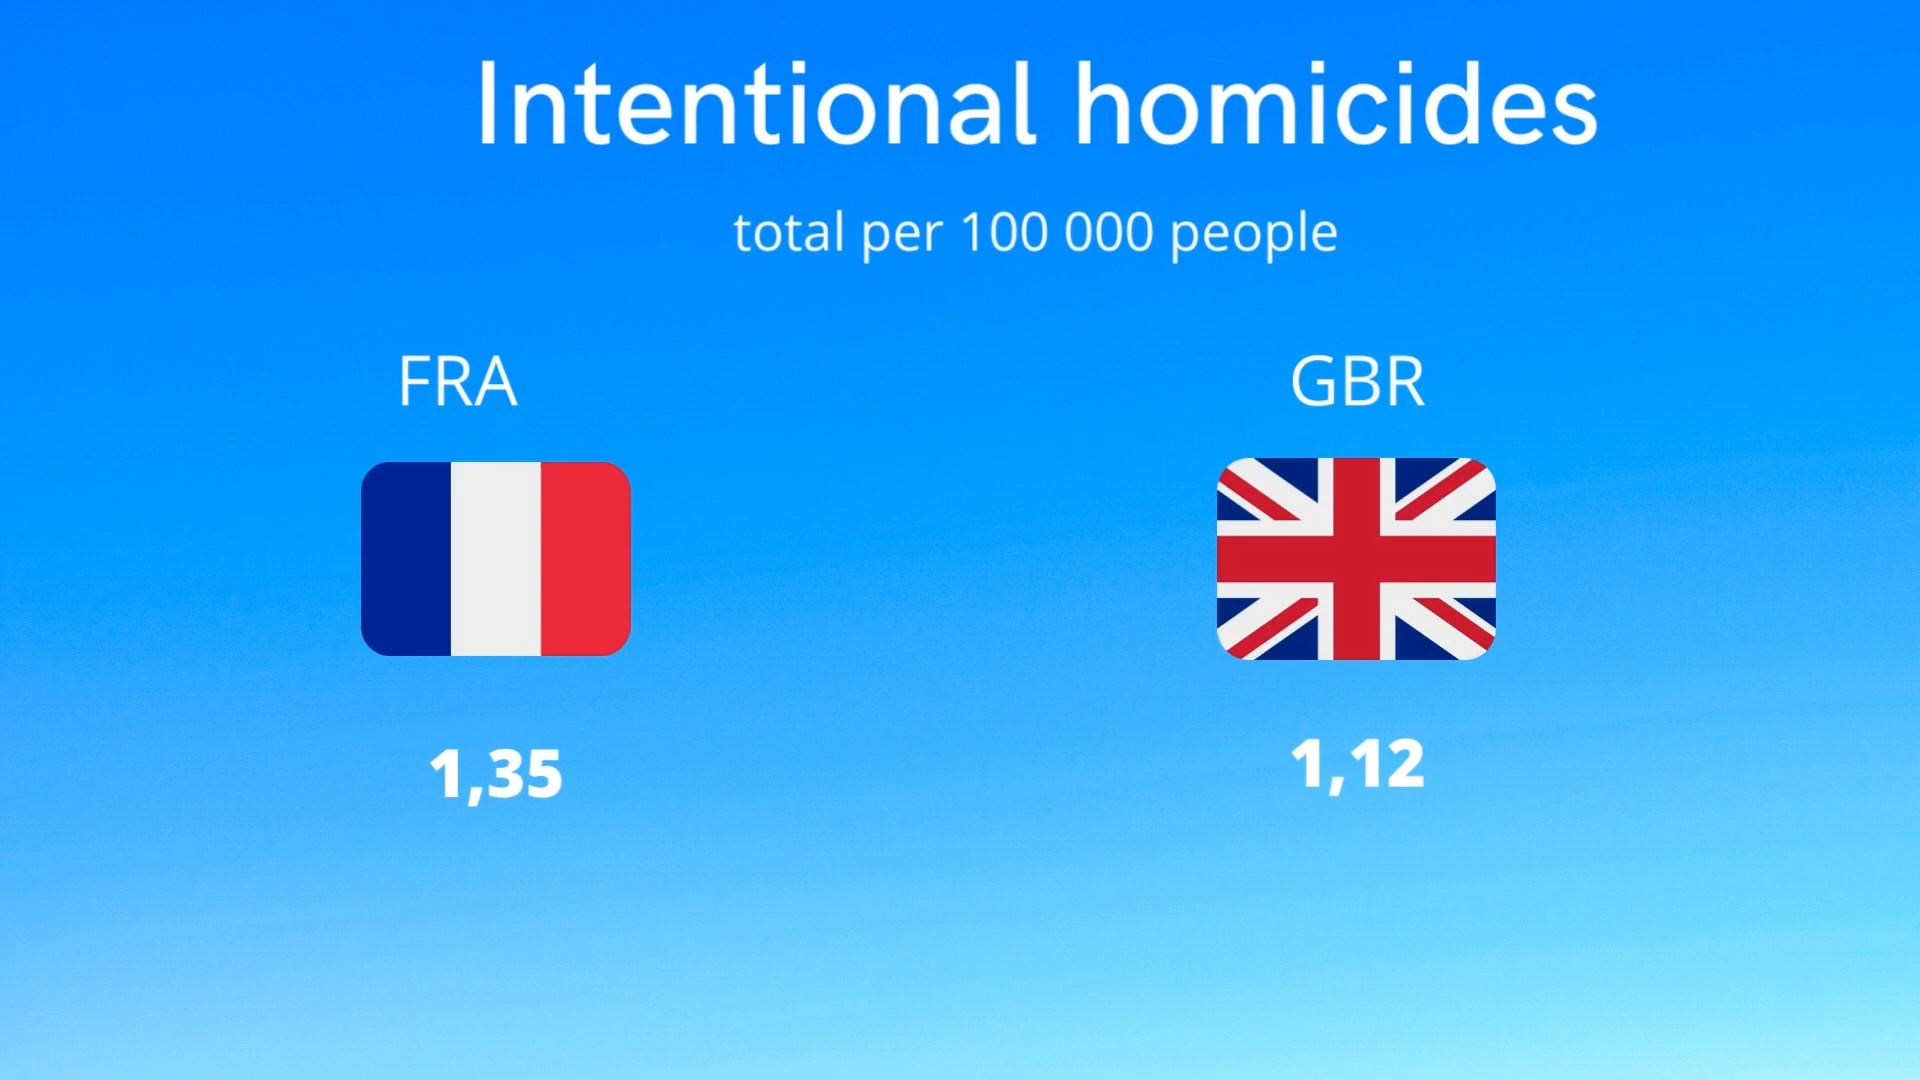 Intentional homicides
total per 100 000 people
FRA
GBR
1,35
1,12